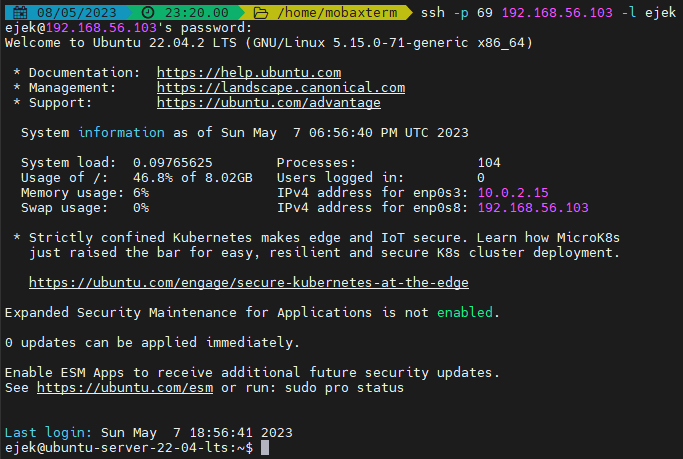 08/05/2023 23:20.00 /home/mobaxterm ssh -p 69 192.168.56.103 -l ejek
ejek@192.168.56.103's password:
Welcome to Ubuntu 22.04.2 LTS (GNU/Linux 5.15.0-71-generic x86_64)
* Documentation: https://help.ubuntu.com
* Management: https://landscape.canonical.com
* Support: https://ubuntu.com/advantage
System information as of Sun May 7 06:56:40 PM UTC 2023
System load: 0.09765625 Processes: 104
Usage of /: 46.8% of 8.02GB Users logged in: 0
Memory usage: 6% IPv4 address for enp0s3: 10.0.2.15
Swap usage: 0% IPv4 address for enp0s8: 192.168.56.103
* Strictly confined Kubernetes makes edge and IoT secure. Learn how MicroK8s
just raised the bar for easy, resilient and secure K8s cluster deployment.
https://ubuntu.com/engage/secure-kubernetes-at-the-edge
Expanded Security Maintenance for Applications is not enabled.
0 updates can be applied immediately.
Enable ESM Apps to receive additional future security updates.
See https://ubuntu.com/esm or run: sudo pro status
Last login: Sun May 7 18:56:41 2023
ejek@ubuntu-server-22-04-lts:~$